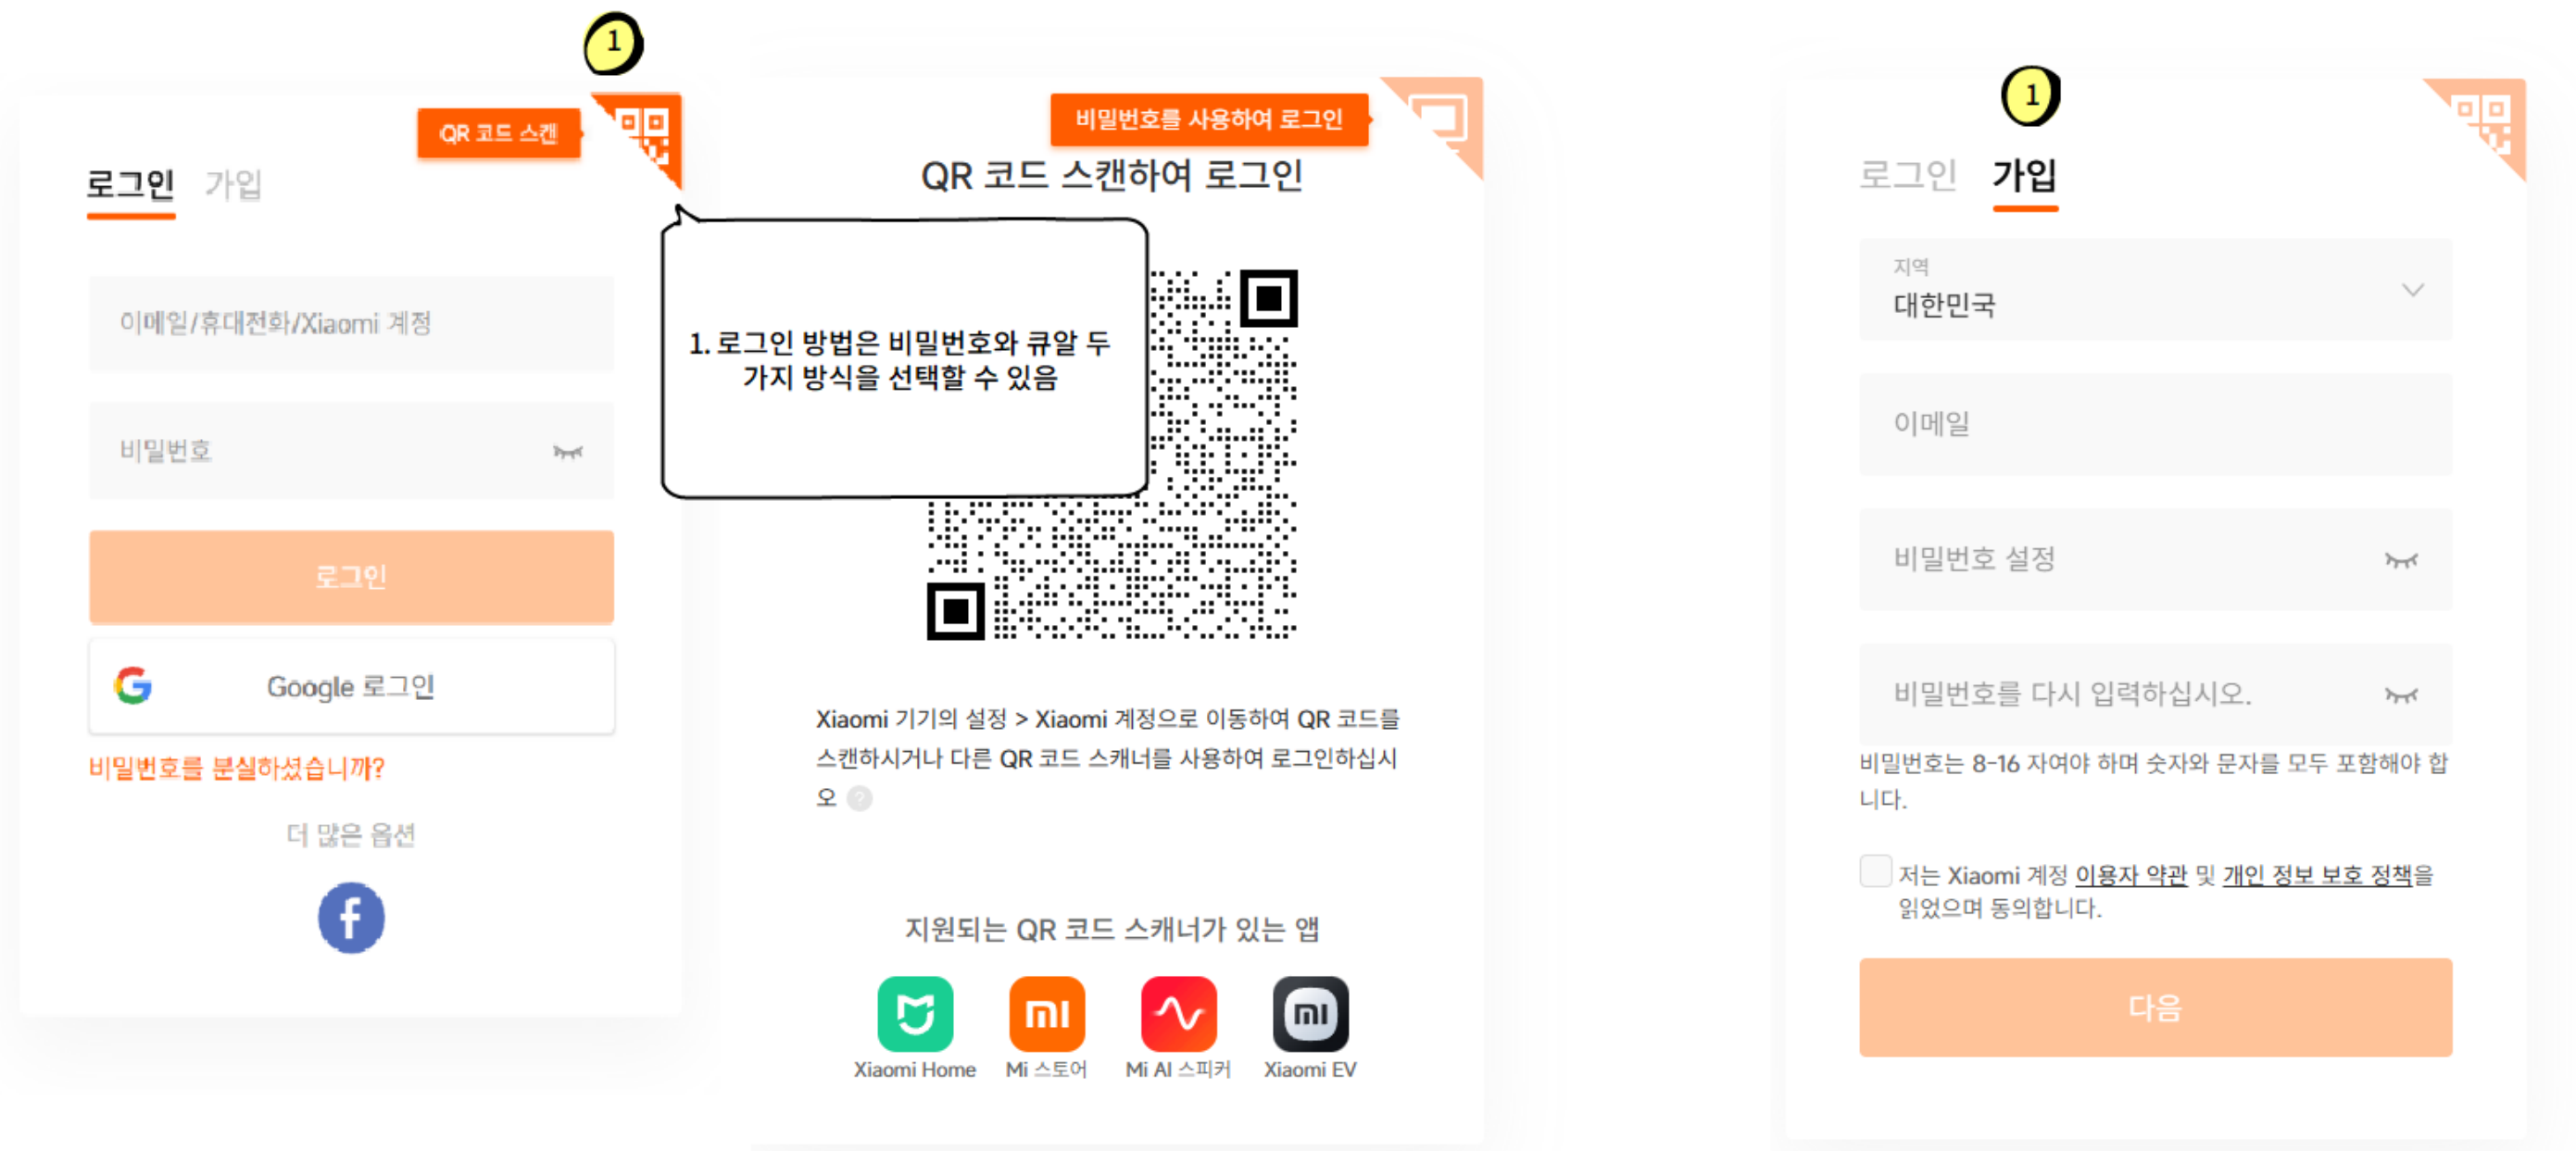 1
QR 코드 스캔
로그인 가입
이메일/휴대전화/Xiaomi 계정
비밀번호
로그인
Google 로그인
비밀번호를 분실하셨습니까?
더 많은 옵션
비밀번호를 사용하여 로그인
QR 코드 스캔하여 로그인
1. 로그인 방법은 비밀번호와 큐알 두
가지 방식을 선택할 수 있음
Xiaomi 기기의 설정 > Xiaomi 계정으로 이동하여 QR 코드를
스캔하시거나 다른 QR 코드 스캐너를 사용하여 로그인하십시
오 ?
지원되는 QR 코드 스캐너가 있는 앱
Xiaomi Home
Mi 스토어
Mi AI 스피커
Xiaomi EV
1
로그인 가입
지역
대한민국
이메일
비밀번호 설정
비밀번호를 다시 입력하십시오.
비밀번호는 8-16 자여야 하며 숫자와 문자를 모두 포함해야 합
니다.
저는 Xiaomi 계정 이용자 약관 및 개인 정보 보호 정책을
읽었으며 동의합니다.
다음